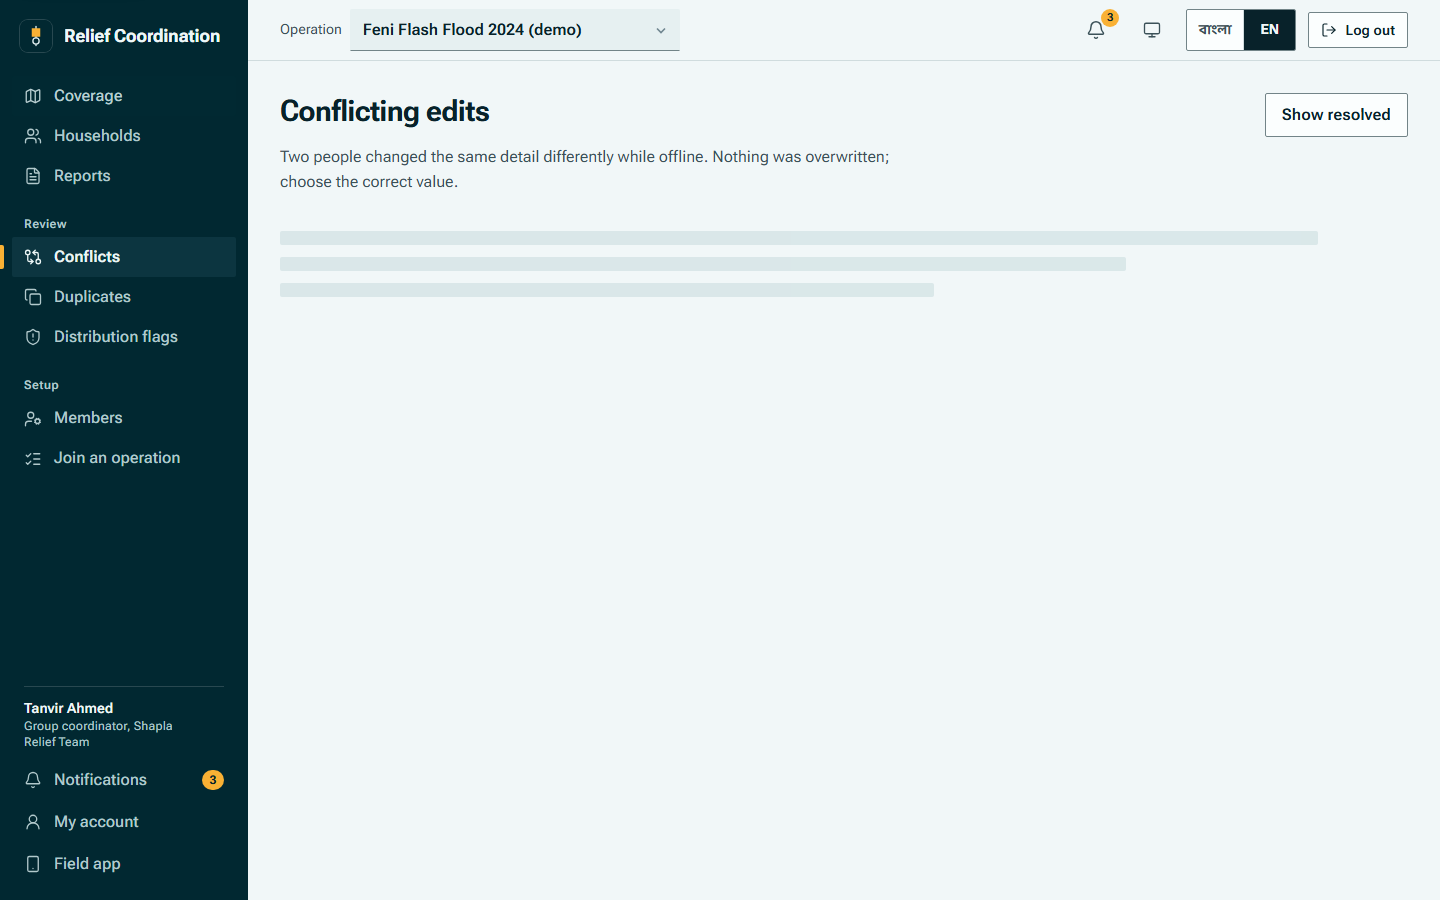 Relief Coordination
Operation
Feni Flash Flood 2024 (demo)
3
বাংলা
EN
Log out
Coverage
Households
Reports
Review
Conflicts
Duplicates
Distribution flags
Setup
Members
Join an operation
Conflicting edits
Show resolved
Two people changed the same detail differently while offline. Nothing was overwritten;
choose the correct value.
Tanvir Ahmed
Group coordinator, Shapla
Relief Team
Notifications
3
My account
Field app